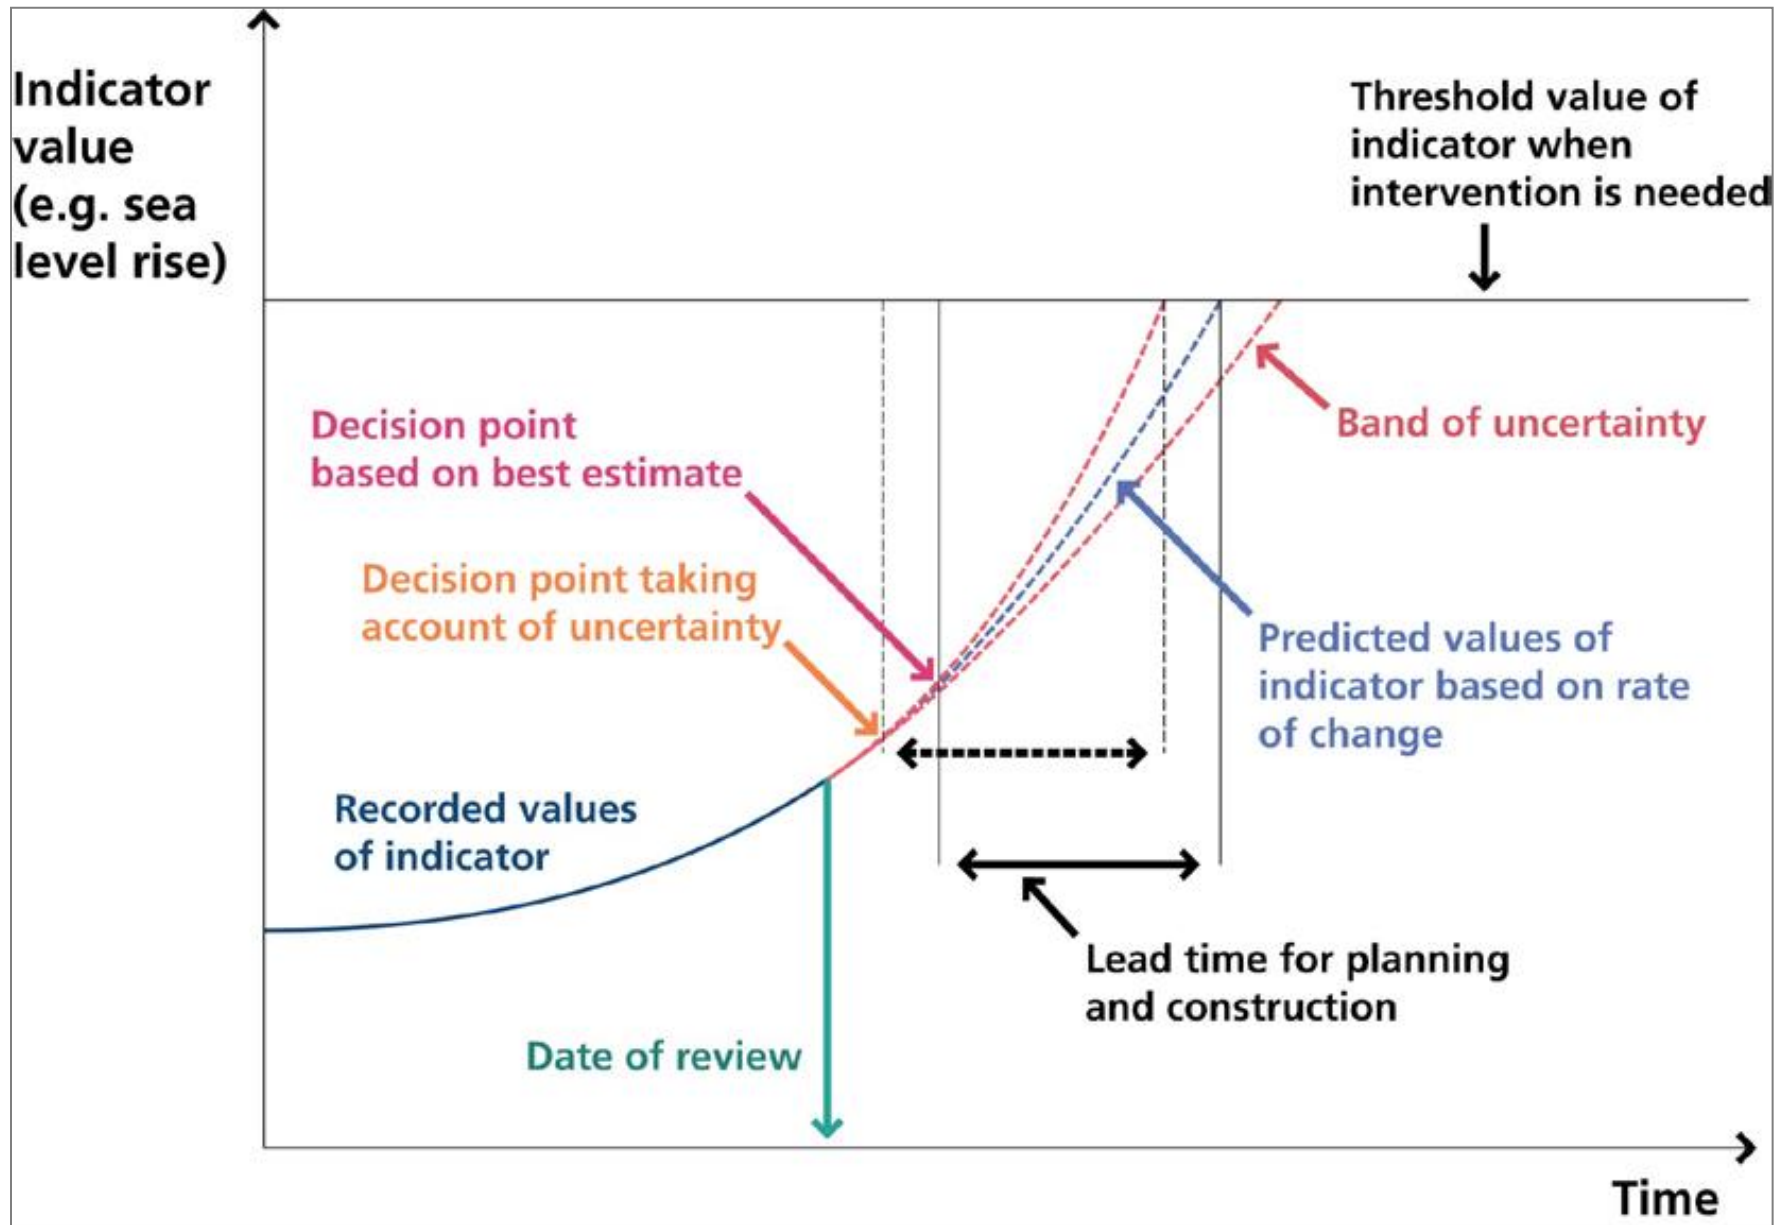 Indicator
value
(e.g. sea
level rise)
Threshold value of
indicator when
intervention is needed
Decision point
based on best estimate
Band of uncertainty
Decision point taking
account of uncertainty
Predicted values of
indicator based on rate
of change
Recorded values
of indicator
Lead time for planning
and construction
Date of review
Time